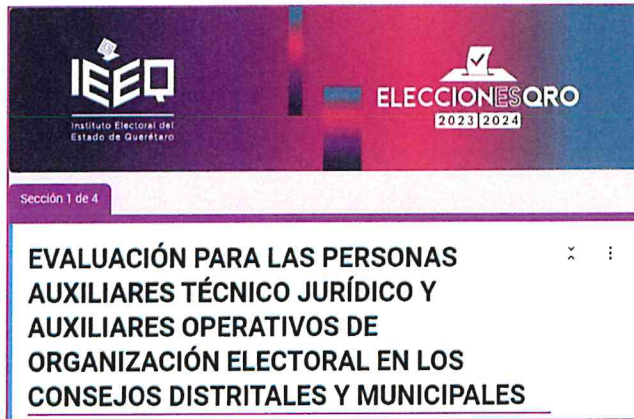 IEEQ
Instituto Electoral del
Estado de Querétaro
ELECCIONESQRO
2023 2024
Sección 1 de 4
EVALUACIÓN PARA LAS PERSONAS
AUXILIARES TÉCNICO JURÍDICO Y
AUXILIARES OPERATIVOS DE
ORGANIZACIÓN ELECTORAL EN LOS
CONSEJOS DISTRITALES Y MUNICIPALES